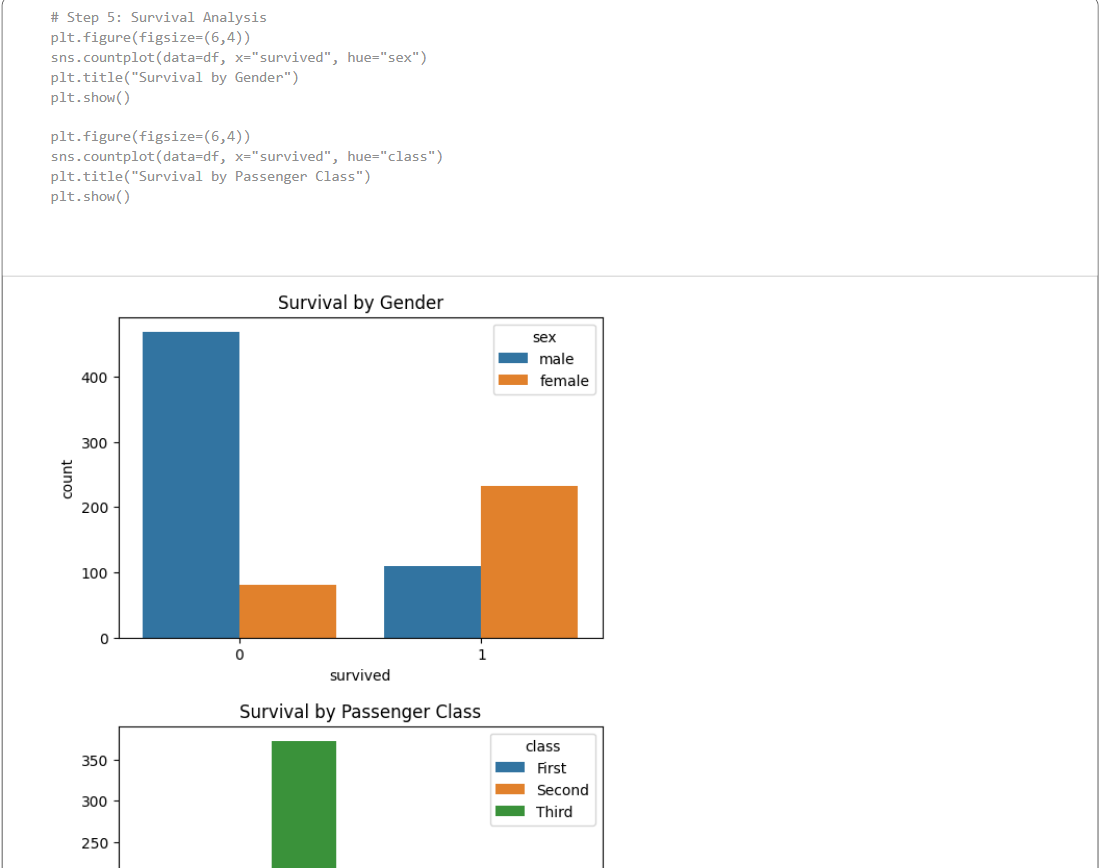 # Step 5: Survival Analysis
plt.figure(figsize=(6,4))
sns.countplot(data=df, x="survived", hue="sex")
plt.title("Survival by Gender")
plt.show()
plt.figure(figsize=(6,4))
sns.countplot(data=df, x="survived", hue="class")
plt.title("Survival by Passenger Class")
plt.show()
Survival by Gender
sex
male
female
400
300
200
100
0
count
0 1
survived
Survival by Passenger Class
class
First
Second
Third
350
300
250